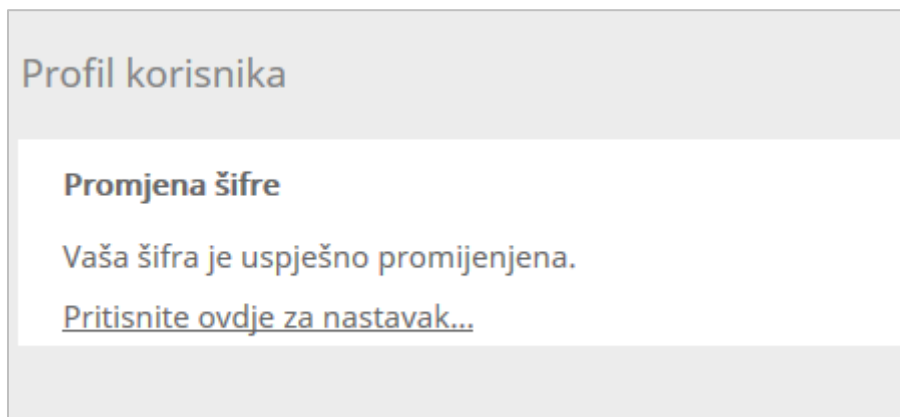 Profil korisnika
Promjena šifre
Vaša šifra je uspješno promijenjena.
Pritisnite ovdje za nastavak...